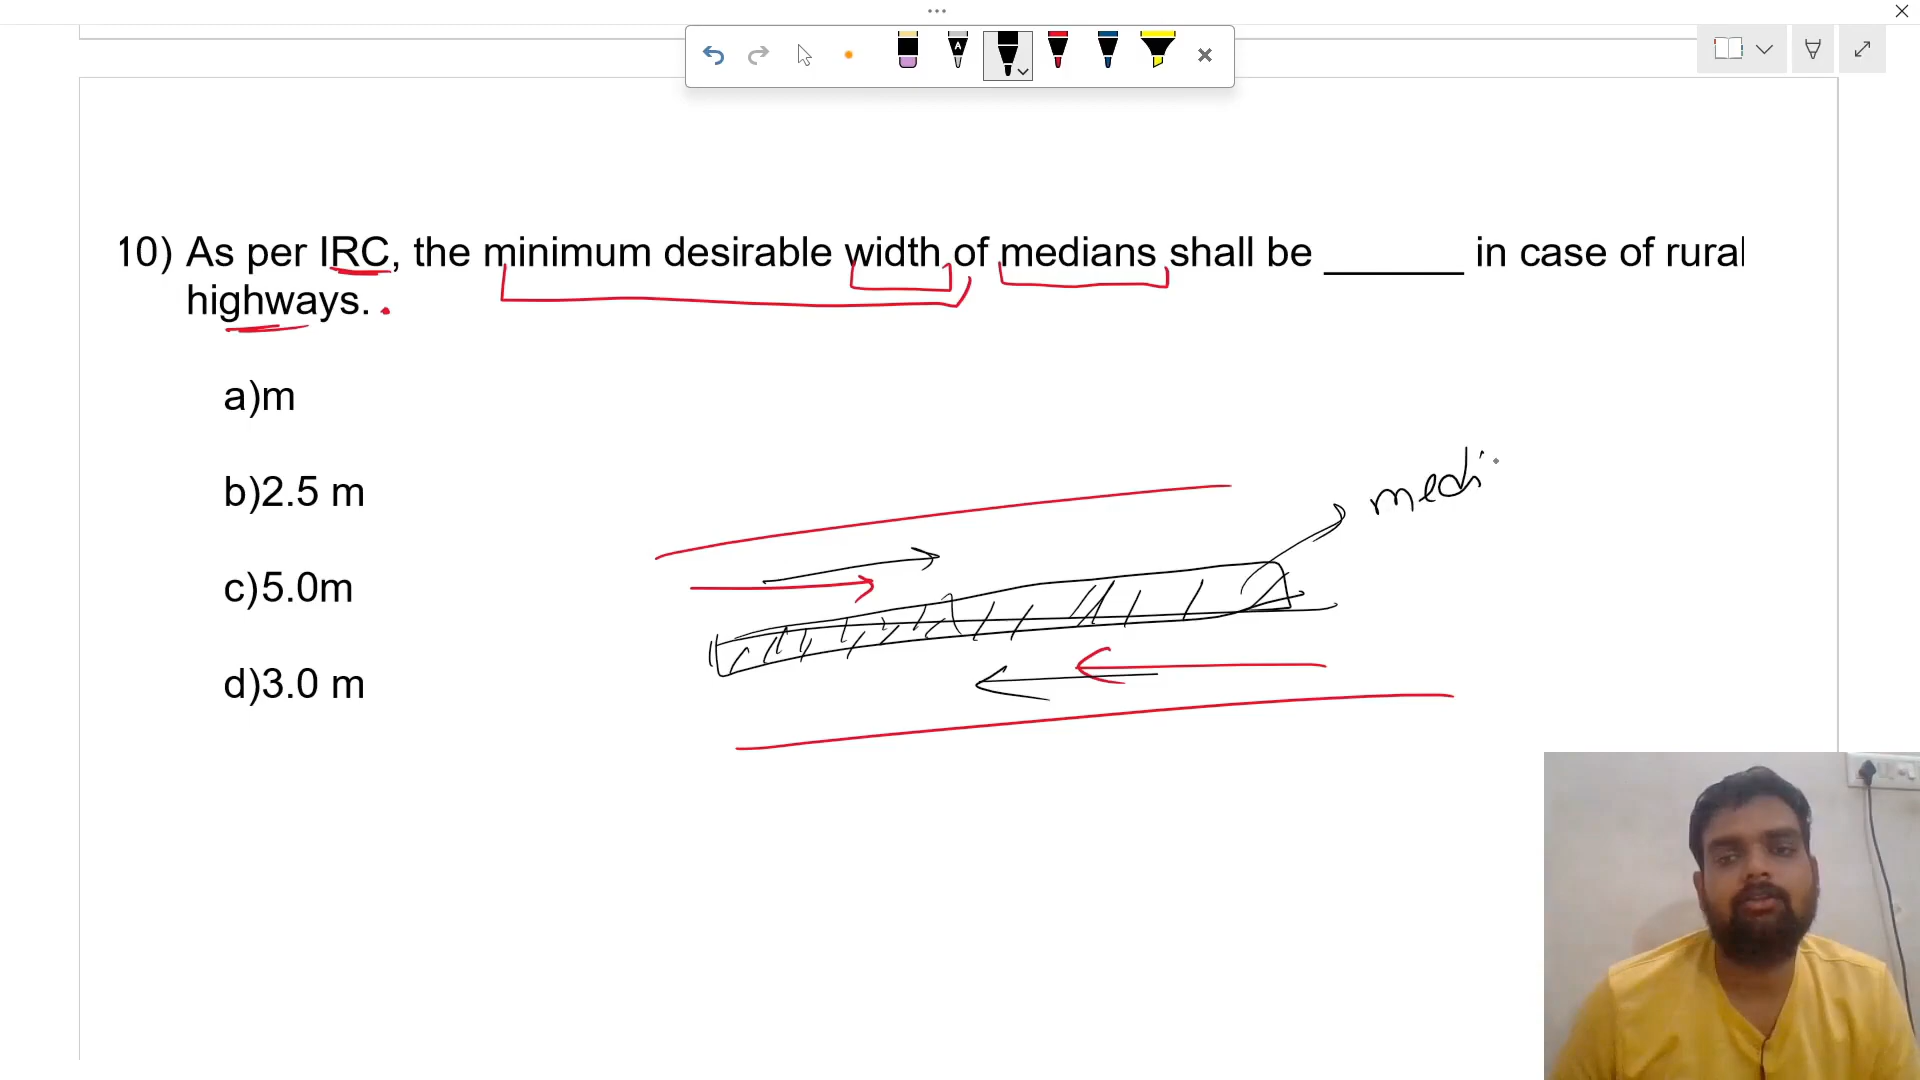 10) As per IRC, the minimum desirable width of medians shall be ______ in case of rural
highways.
a)m
b)2.5 m
c)5.0m
d)3.0 m
medi